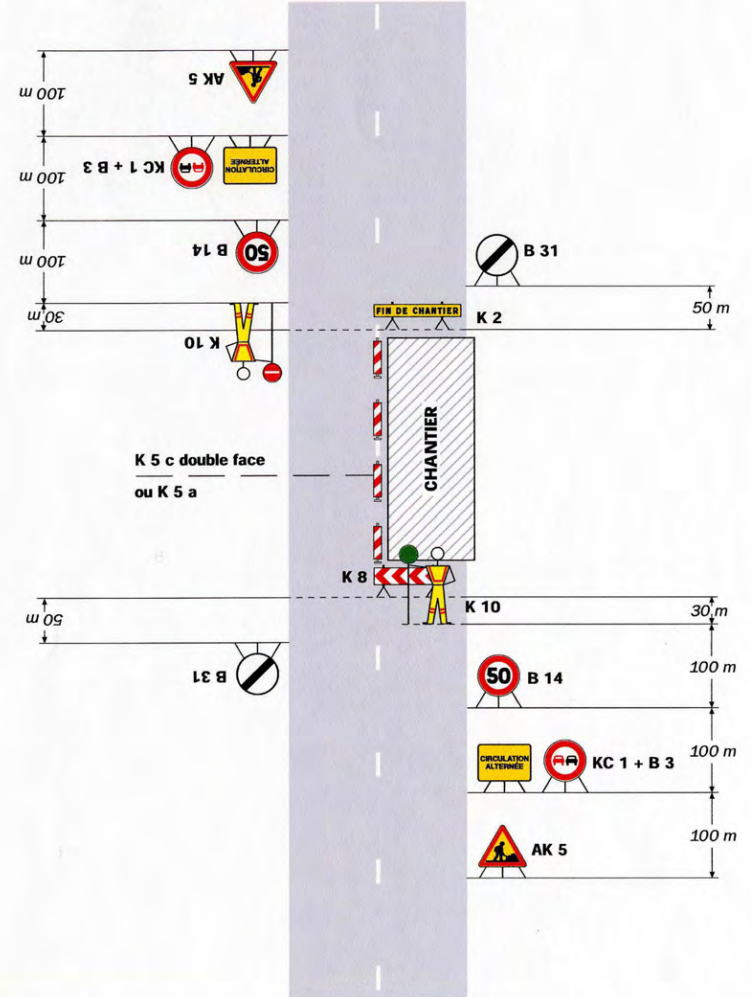 AK 5
100 m
KC 1 + B 3
CIRCULATION
ALTERNÉE
100 m
B 14
50
100 m
B 31
30 m
K 10
FIN DE CHANTIER
K 2
50 m
CHANTIER
K 5 c double face
ou K 5 a
K 8
K 10
30 m
50 m
B 31
50
B 14
100 m
CIRCULATION
ALTERNÉE
KC 1 + B 3
100 m
AK 5
100 m